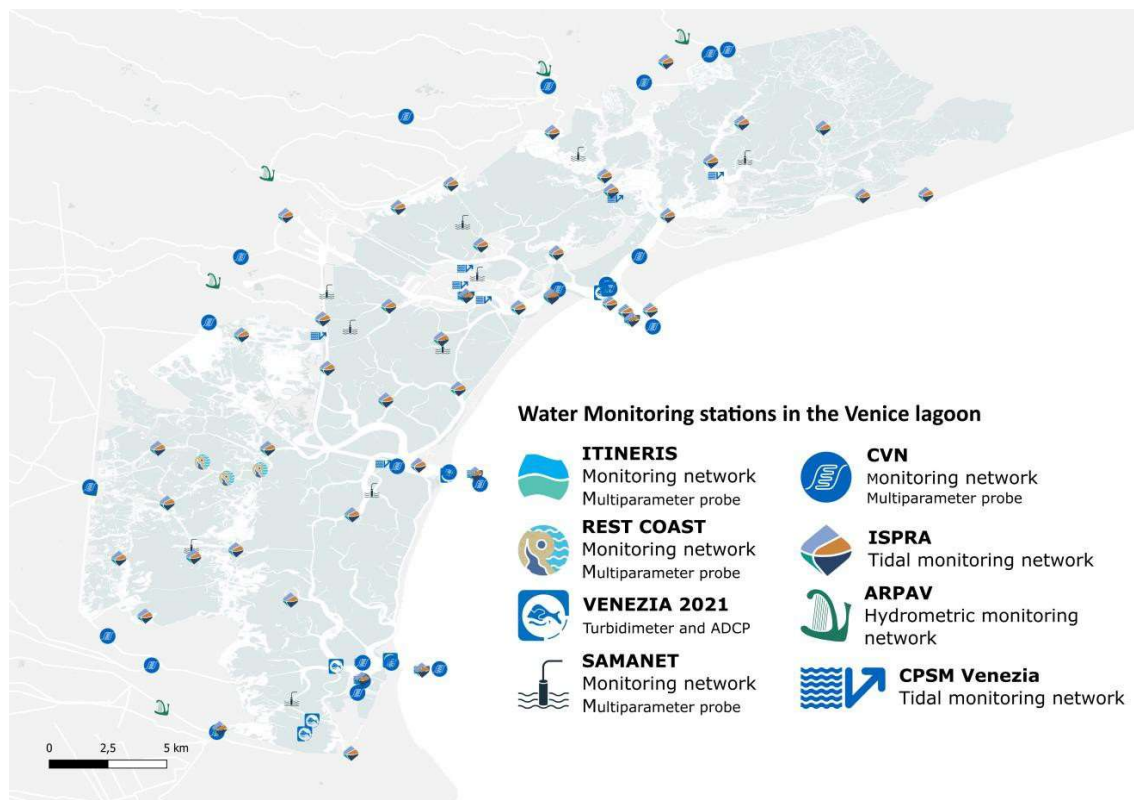 Water Monitoring stations in the Venice lagoon
ITINERIS
Monitoring network
Multiparameter probe
REST COAST
Monitoring network
Multiparameter probe
VENEZIA 2021
Turbidimeter and ADCP
SAMANET
Monitoring network
Multiparameter probe
CVN
Monitoring network
Multiparameter probe
ISPRA
Tidal monitoring network
ARPAV
Hydrometric monitoring
network
CPSM Venezia
Tidal monitoring network
0 2,5 5 km